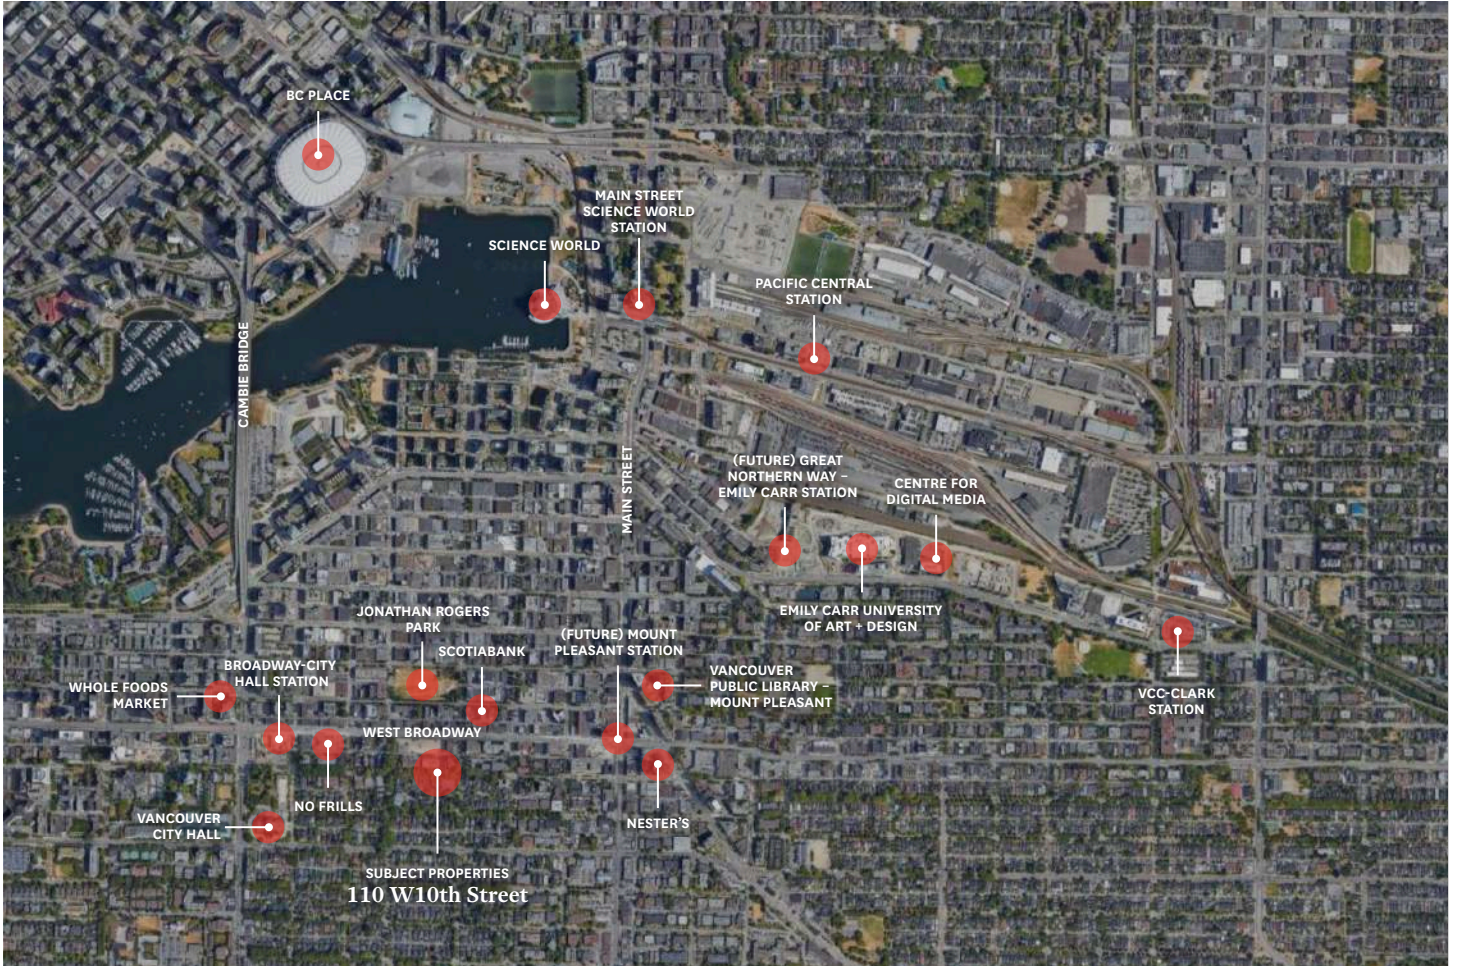 BC PLACE
MAIN STREET
SCIENCE WORLD
STATION
SCIENCE WORLD
PACIFIC CENTRAL
STATION
CAMBIE BRIDGE
MAIN STREET
(FUTURE) GREAT
NORTHERN WAY –
EMILY CARR STATION
CENTRE FOR
DIGITAL MEDIA
EMILY CARR UNIVERSITY
OF ART + DESIGN
JONATHAN ROGERS
PARK
(FUTURE) MOUNT
PLEASANT STATION
SCOTIABANK
BROADWAY-CITY
HALL STATION
VANCOUVER
PUBLIC LIBRARY –
MOUNT PLEASANT
WHOLE FOODS
MARKET
VCC-CLARK
STATION
WEST BROADWAY
NO FRILLS
VANCOUVER
CITY HALL
NESTER'S
SUBJECT PROPERTIES
110 W10th Street